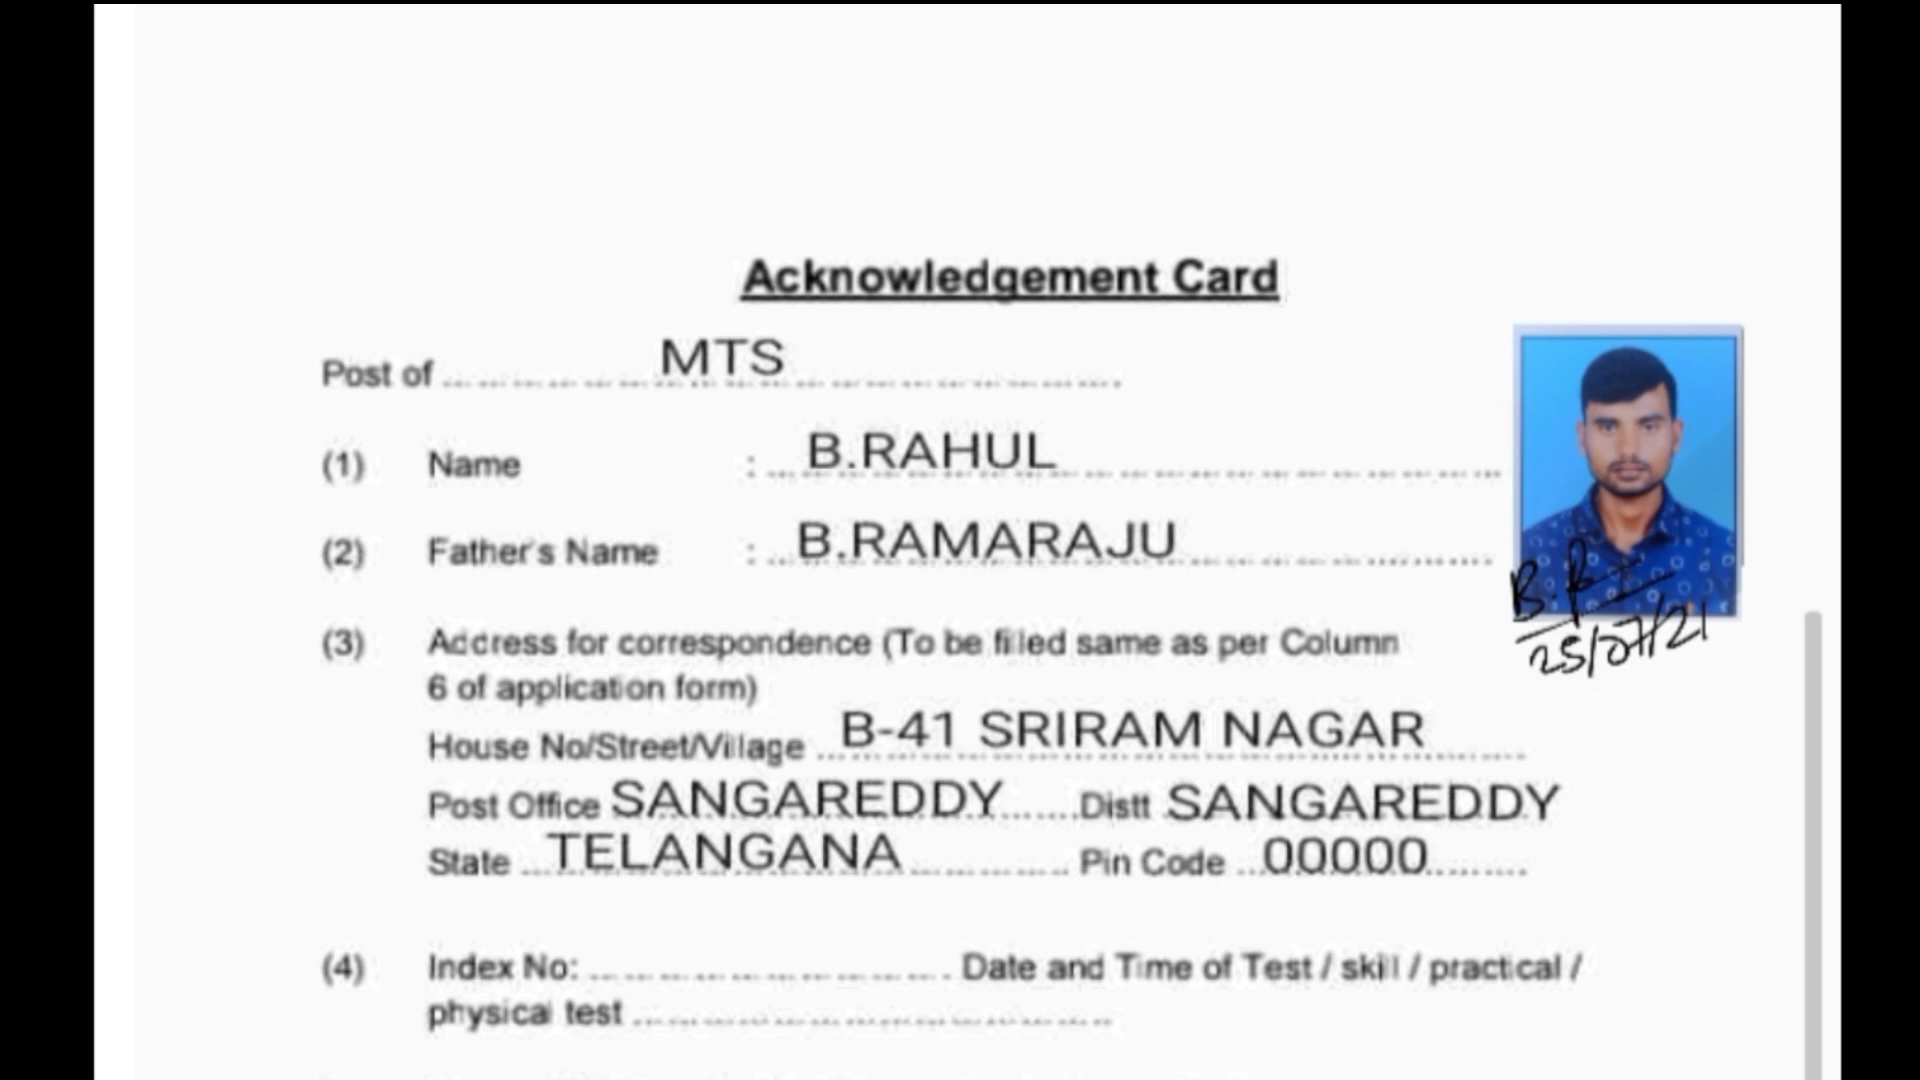 Acknowledgement Card
Post of MTS
(1) Name : B.RAHUL
(2) Father's Name : B.RAMARAJU
(3) Address for correspondence (To be filled same as per Column
6 of application form)
House No/Street/Village B-41 SRIRAM NAGAR
Post Office SANGAREDDY Distt SANGAREDDY
State TELANGANA Pin Code 00000
(4) Index No: Date and Time of Test / skill / practical /
physical test
B.R
25/07/21